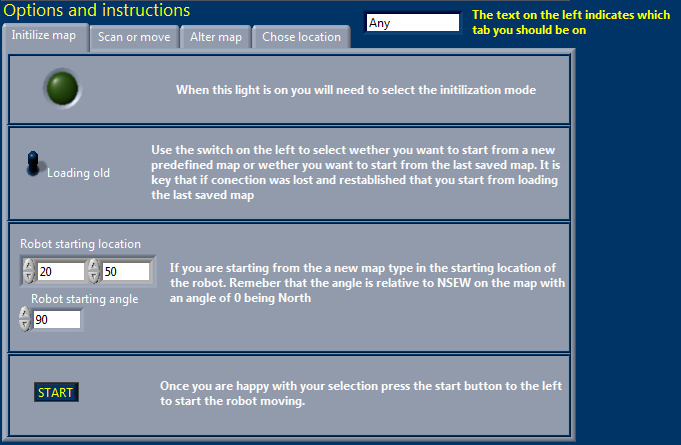 Options and instructions
Any
The text on the left indicates which
tab you should be on
Initilize map
Scan or move
Alter map
Chose location
When this light is on you will need to select the initilization mode
Loading old
Use the switch on the left to select wether you want to start from a new
predefined map or wether you want to start from the last saved map. It is
key that if conection was lost and restablished that you start from loading
the last saved map
Robot starting location
20
50
Robot starting angle
90
If you are starting from the a new map type in the starting location of
the robot. Remeber that the angle is relative to NSEW on the map with
an angle of 0 being North
START
Once you are happy with your selection press the start button to the left
to start the robot moving.